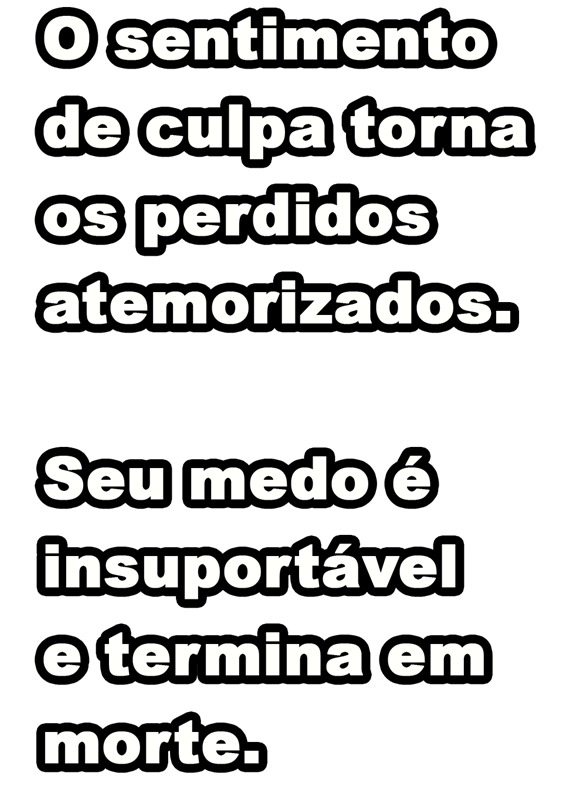 O sentimento
de culpa torna
os perdidos
atemorizados.
Seu medo é
insuportável
e termina em
morte.